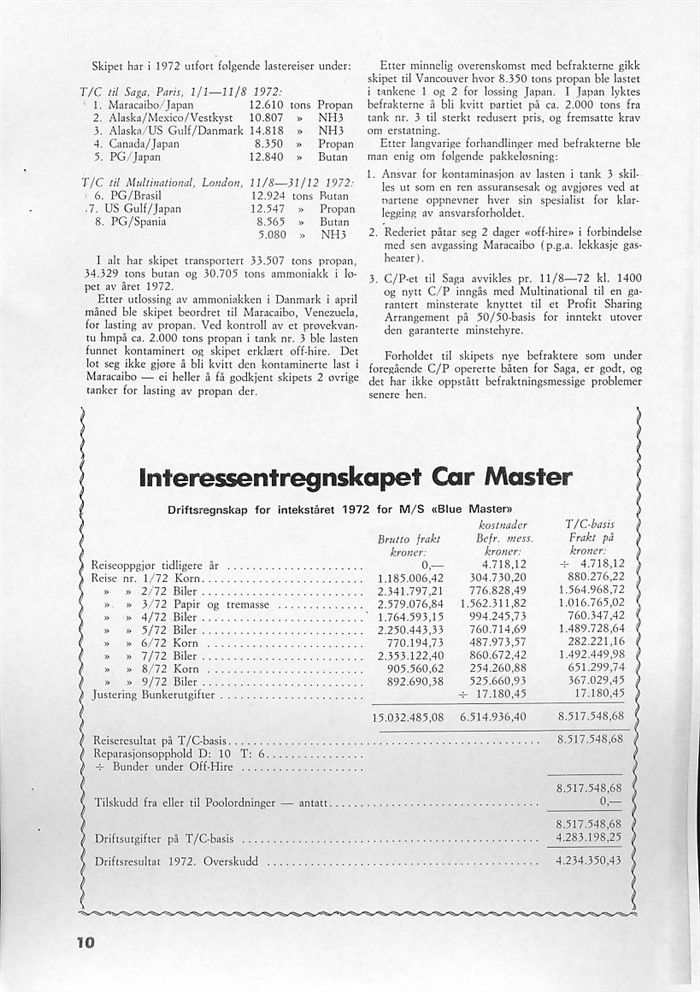 Skipet har i 1972 utført følgende lastereiser under:
T/C til Saga, Paris, 1/1—11/8 1972:
1. Maracaibo/Japan 12.610 tons Propan
2. Alaska/Mexico/Vestkyst 10.807 » NH3
3. Alaska/US Gulf/Danmark 14.818 » NH3
4. Canada/Japan 8.350 » Propan
5. PG/Japan 12.840 » Butan
T/C til Multinational, London, 11/8—31/12 1972:
6. PG/Brasil 12.924 tons Butan
7. US Gulf/Japan 12.547 » Propan
8. PG/Spania 8.565 » Butan
5.080 » NH3
I alt har skipet transportert 33.507 tons propan,
34.329 tons butan og 30.705 tons ammoniakk i lø-
pet av året 1972.
Etter utlossing av ammoniakken i Danmark i april
måned ble skipet beordret til Maracaibo, Venezuela,
for lasting av propan. Ved kontroll av et prøvekvan-
tu hmpå ca. 2.000 tons propan i tank nr. 3 ble lasten
funnet kontaminert og skipet erklært off-hire. Det
lot seg ikke gjøre å bli kvitt den kontaminerte last i
Maracaibo — ei heller å få godkjent skipets 2 øvrige
tanker for lasting av propan der.
Etter minnelig overenskomst med befrakterne gikk
skipet til Vancouver hvor 8.350 tons propan ble lastet
i tankene 1 og 2 for lossing Japan. I Japan lyktes
befrakterne å bli kvitt partiet på ca. 2.000 tons fra
tank nr. 3 til sterkt redusert pris, og fremsatte krav
om erstatning.
Etter langvarige forhandlinger med befrakterne ble
man enig om følgende pakkeløsning:
1. Ansvar for kontaminasjon av lasten i tank 3 skil-
les ut som en ren assuransesak og avgjøres ved at
partene oppnevner hver sin spesialist for klar-
legging av ansvarsforholdet.
2. Rederiet påtar seg 2 dager «off-hire» i forbindelse
med sen avgassing Maracaibo (p.g.a. lekkasje gas-
heater).
3. C/P-et til Saga avvikles pr. 11/8—72 kl. 1400
og nytt C/P inngås med Multinational til en ga-
rantert minsterate knyttet til et Profit Sharing
Arrangement på 50/50-basis for inntekt utover
den garanterte minstehyre.
Forholdet til skipets nye befraktere som under
foregående C/P opererte båten for Saga, er godt, og
det har ikke oppstått befraktningsmessige problemer
senere hen.
Interessentregnskapet Car Master
Driftsregnskap for intekståret 1972 for M/S «Blue Master»
kostnader T/C-basis
Brutto frakt Befr. mess. Frakt på
kroner: kroner: kroner:
Reiseoppgjør tidligere år ...................... 0,— 4.718,12 ÷ 4.718,12
Reise nr. 1/72 Korn.......................... 1.185.006,42 304.730,20 880.276,22
» » 2/72 Biler.......................... 2.341.797,21 776.828,49 1.564.968,72
» » 3/72 Papir og tremasse .............. 2.579.076,84 1.562.311,82 1.016.765,02
» » 4/72 Biler.......................... 1.764.593,15 994.245,73 760.347,42
» » 5/72 Biler.......................... 2.250.443,33 760.714,69 1.489.728,64
» » 6/72 Korn ......................... 770.194,73 487.973,57 282.221,16
» » 7/72 Biler.......................... 2.353.122,40 860.672,42 1.492.449,98
» » 8/72 Korn ......................... 905.560,62 254.260,88 651.299,74
» » 9/72 Biler.......................... 892.690,38 525.660,93 367.029,45
Justering Bunkerutgifter ....................... ÷ 17.180,45 17.180,45
15.032.485,08 6.514.936,40 8.517.548,68
Reiseresultat på T/C-basis.................................................. 8.517.548,68
Reparasjonsopphold D: 10 T: 6................
÷ Bunder under Off-Hire ....................
8.517.548,68
Tilskudd fra eller til Poolordninger — antatt.................................. 0,—
8.517.548,68
Driftsutgifter på T/C-basis ................................................ 4.283.198,25
Driftsresultat 1972. Overskudd ............................................ 4.234.350,43
10